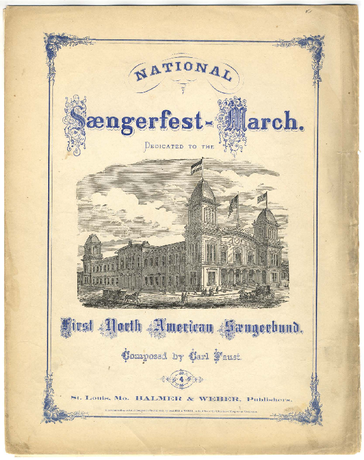 NATIONAL
Sængerfest-March.
DEDICATED TO THE
First North American Sængerbund.
Composed by Carl Faust.
4
St. Louis, Mo. BALMER & WEBER, Publishers.